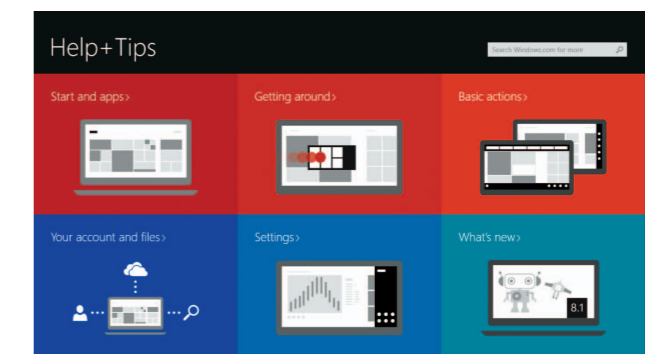 Help+Tips
Search Windows.com for more
Start and apps›
Getting around›
Basic actions›
Your account and files›
Settings›
What's new›
8.1